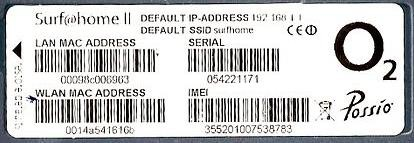 Surf@home II DEFAULT IP-ADDRESS 192.168.1.1
DEFAULT SSID surfhome
LAN MAC ADDRESS SERIAL
00098c006963 054221171
WLAN MAC ADDRESS IMEI
0014a541616b 355201007538783
CE
O2
Possio